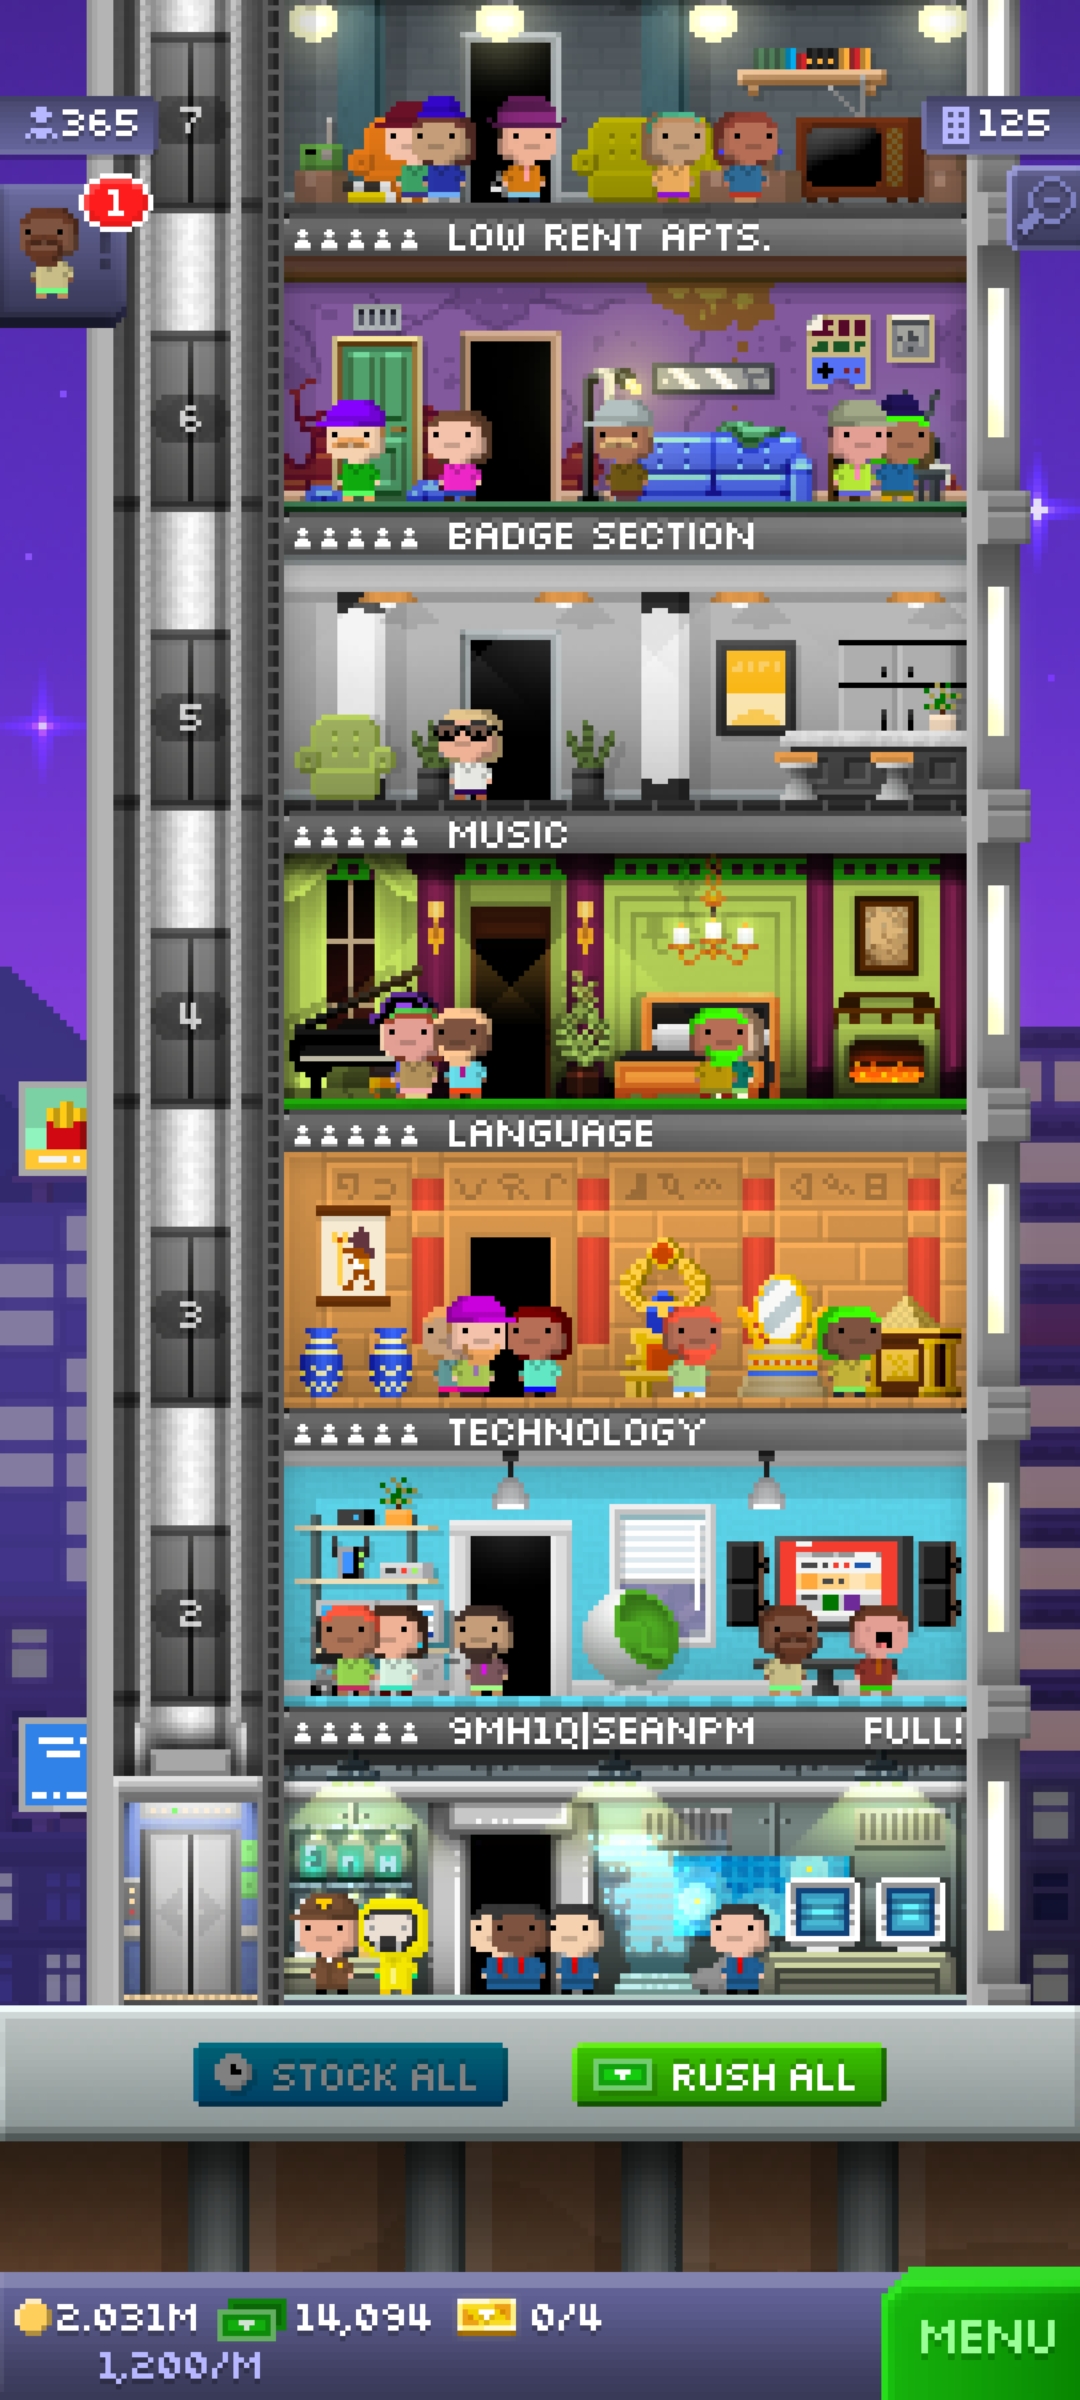 365
7
125
1
LOW RENT APTS.
6
BADGE SECTION
5
MUSIC
4
LANGUAGE
3
TECHNOLOGY
2
9MH1Q|SEANPM FULL!
STOCK ALL
RUSH ALL
2.031M
14,094
0/4
1,200/M
MENU